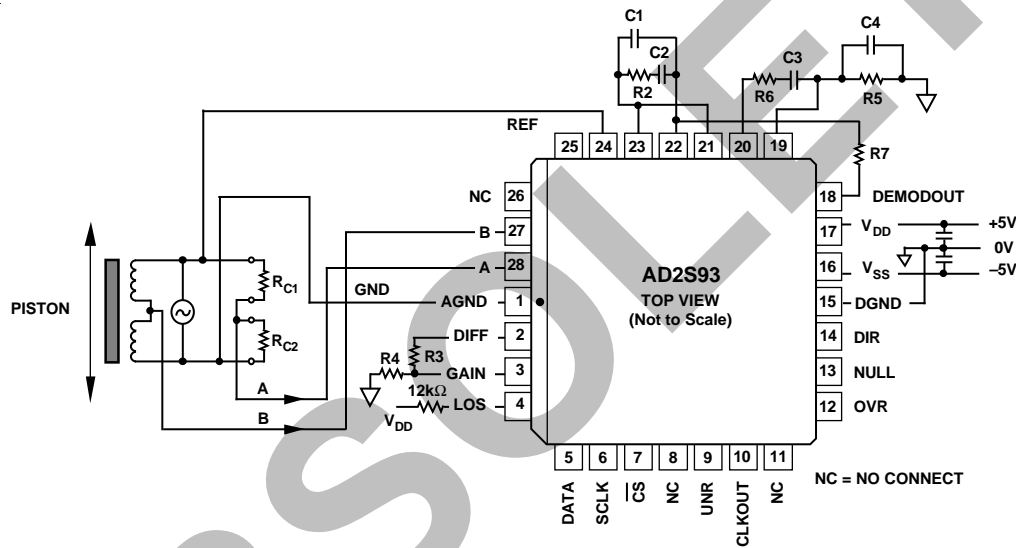 C1
C2
R2
C4
C3
R6
R5
REF
R7
25 24 23 22 21 20 19
NC 26
B 27
A 28
GND
AGND 1
DIFF 2
R3
R4
GAIN 3
12kΩ
LOS 4
VDD
18 DEMODOUT
17 VDD +5V
0V
16 VSS –5V
15 DGND
14 DIR
13 NULL
12 OVR
AD2S93
TOP VIEW
(Not to Scale)
PISTON
RC1
RC2
A
B
5 6 7 8 9 10 11
DATA
SCLK
CS
NC
UNR
CLKOUT
NC
NC = NO CONNECT
OBSOLETE